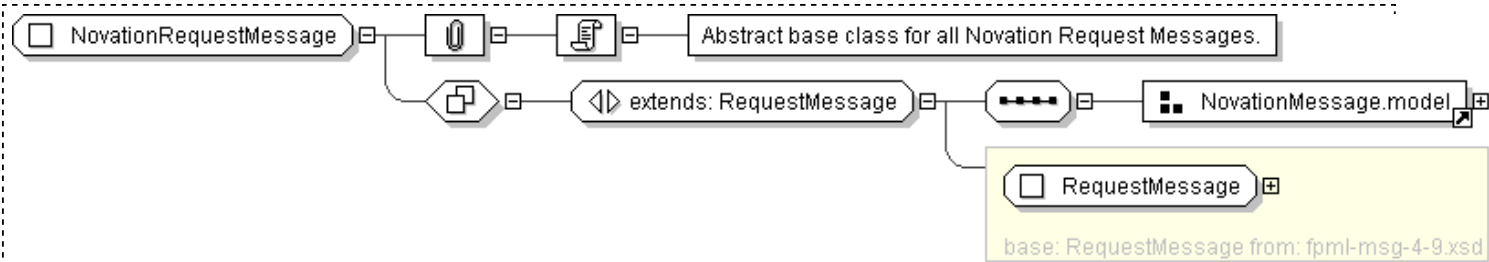 NovationRequestMessage
Abstract base class for all Novation Request Messages.
extends: RequestMessage
NovationMessage.model
RequestMessage
base: RequestMessage from: fpml-msg-4-9.xsd